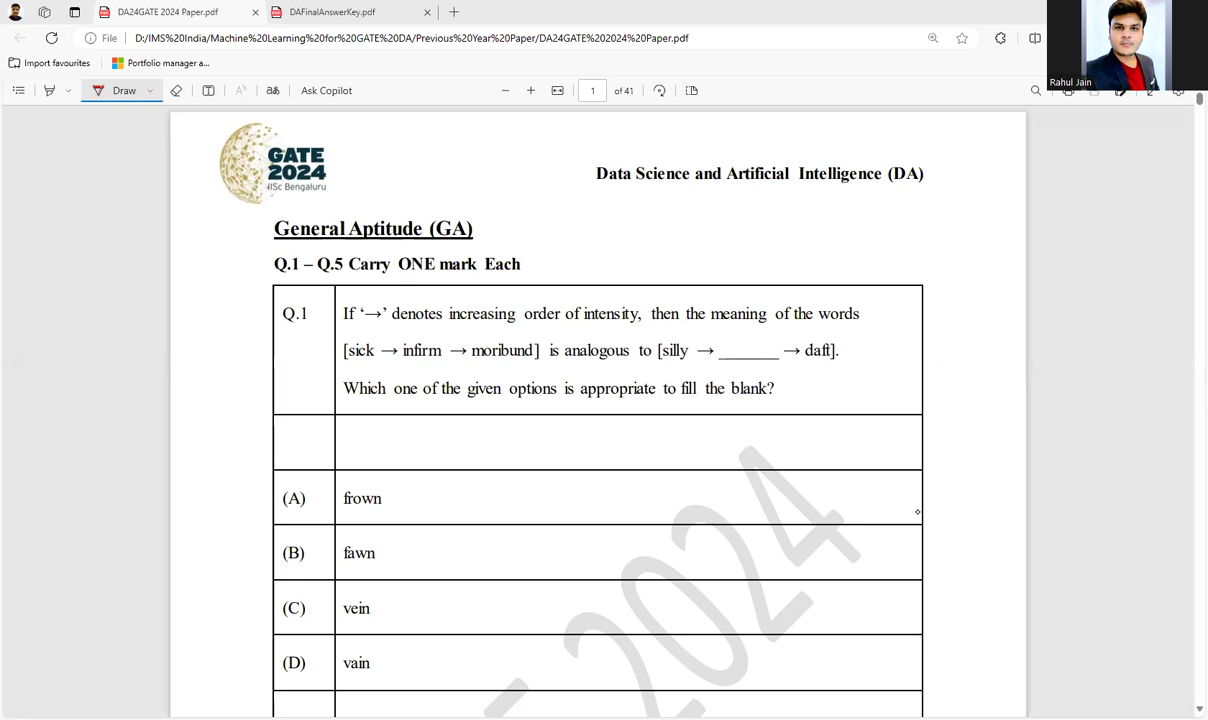 DA24GATE 2024 Paper.pdf
DAFinalAnswerKey.pdf
File
D:/IMS%20India/Machine%20Learning%20for%20GATE%20DA/Previous%20Year%20Paper/DA24GATE%202024%20Paper.pdf
Import favourites
Portfolio manager a...
Rahul Jain
Draw
Ask Copilot
1
of 41
GATE
2024
IISc Bengaluru
Data Science and Artificial Intelligence (DA)
General Aptitude (GA)
Q.1 – Q.5 Carry ONE mark Each
Q.1
If ‘→’ denotes increasing order of intensity, then the meaning of the words
[sick → infirm → moribund] is analogous to [silly → _______ → daft].
Which one of the given options is appropriate to fill the blank?
(A) frown
(B) fawn
(C) vein
(D) vain
2024